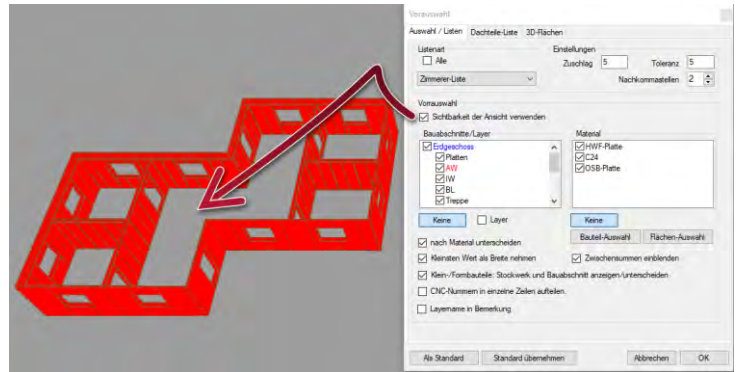 Vorauswahl
Auswahl / Listen Dachteile-Liste 3D-Flächen
Listenart
Alle
Zimmerer-Liste
Einstellungen
Zuschlag 5 Toleranz 5
Nachkommastellen 2
Vorrauswahl
Sichtbarkeit der Ansicht verwenden
Bauabschnitte/Layer
Erdgeschoss
Platten
AW
IW
BL
Treppe
Material
HWF-Platte
C24
OSB-Platte
Keine Layer Keine
Bauteil-Auswahl Flächen-Auswahl
nach Material unterscheiden
Kleinsten Wert als Breite nehmen Zwischensummen einblenden
Klein-/Formbauteile: Stockwerk und Bauabschnitt anzeigen/unterscheiden
CNC-Nummern in einzelne Zeilen aufteilen.
Layername in Bemerkung
Als Standard Standard übernehmen Abbrechen OK